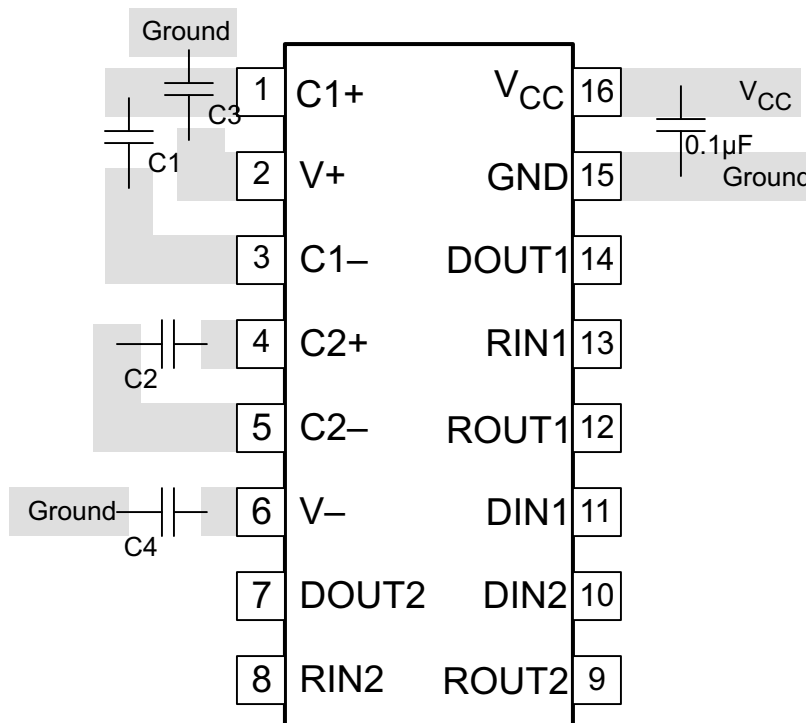 Ground
1 C1+ VCC 16 VCC
C3
C1 0.1µF
2 V+ GND 15 Ground
3 C1– DOUT1 14
4 C2+ RIN1 13
C2
5 C2– ROUT1 12
Ground 6 V– DIN1 11
C4
7 DOUT2 DIN2 10
8 RIN2 ROUT2 9